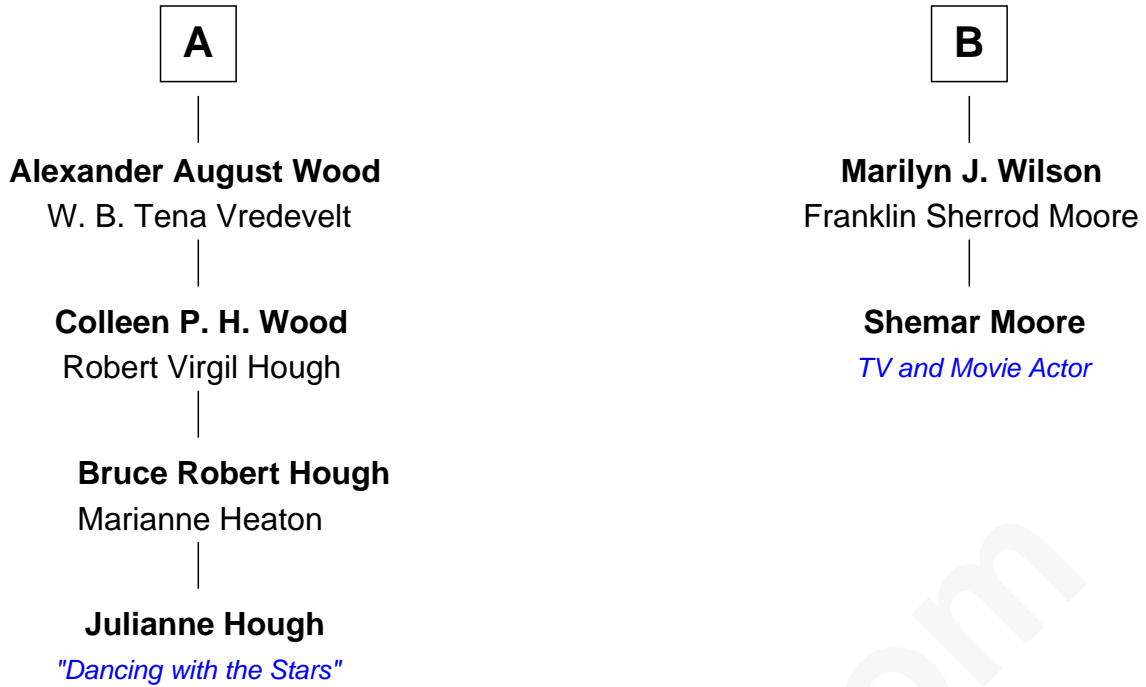 A
Alexander August Wood
W. B. Tena Vredevelt
Colleen P. H. Wood
Robert Virgil Hough
Bruce Robert Hough
Marianne Heaton
Julianne Hough
"Dancing with the Stars"
B
Marilyn J. Wilson
Franklin Sherrod Moore
Shemar Moore
TV and Movie Actor
om